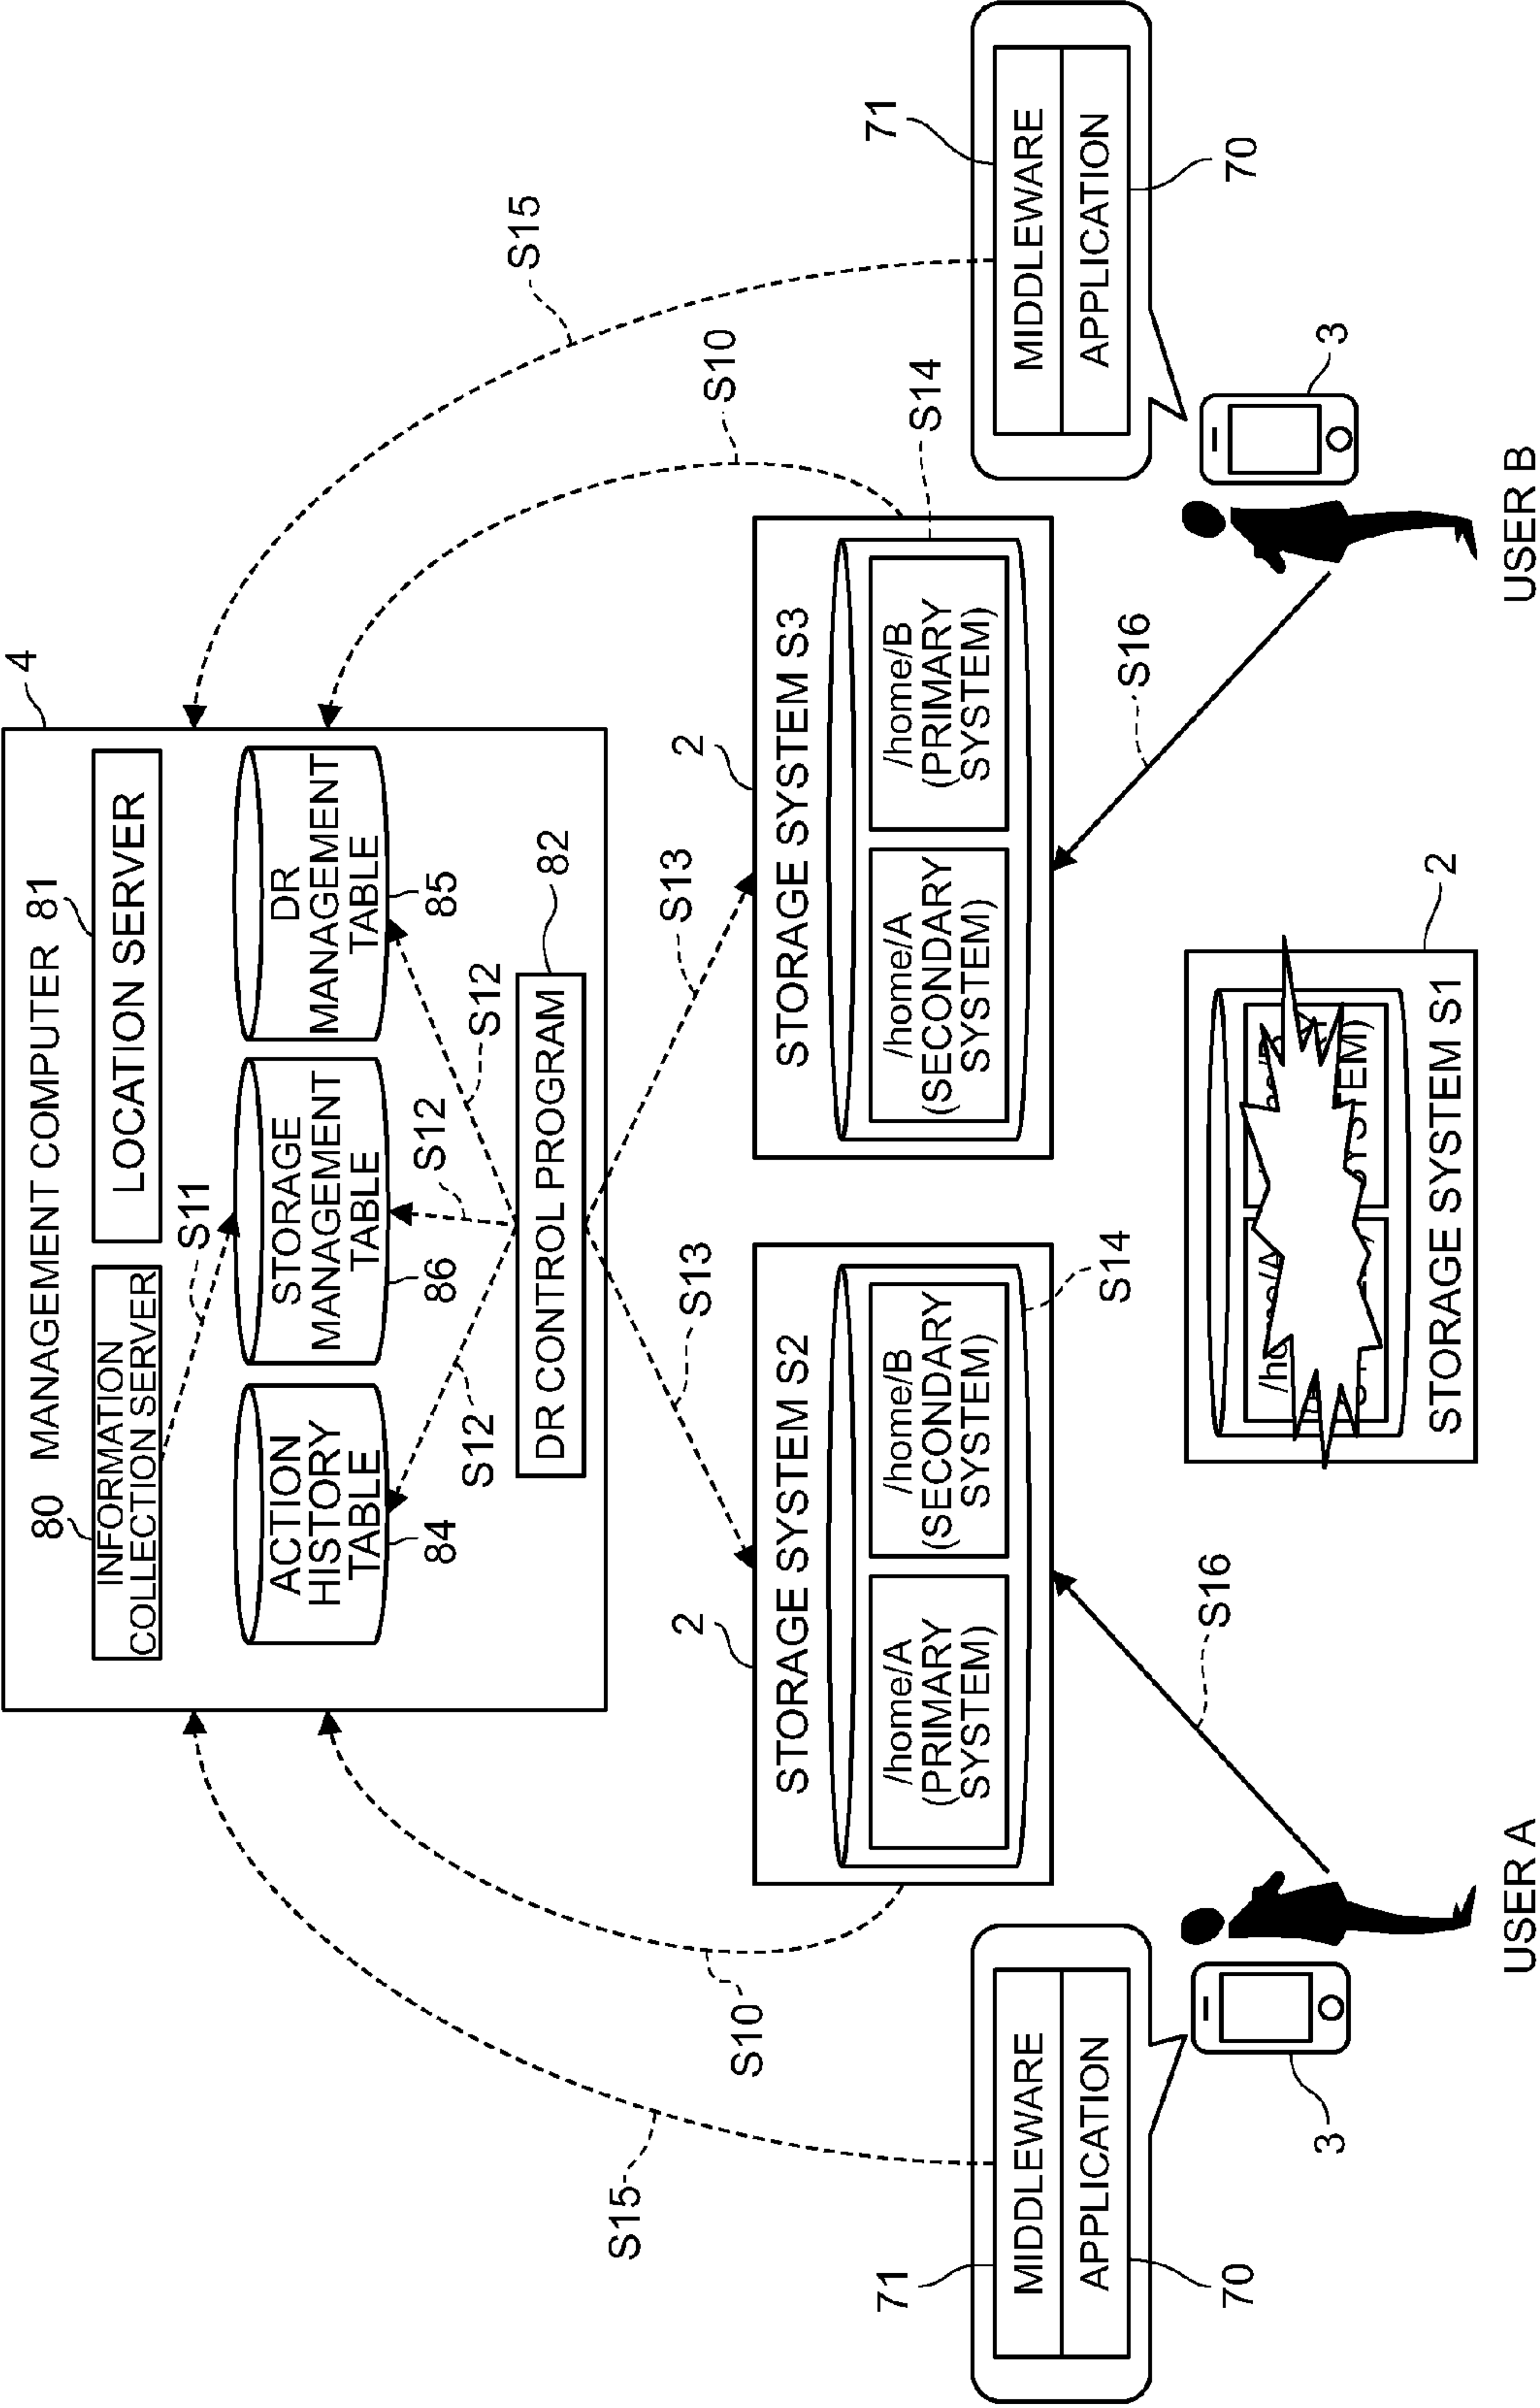 4
80 MANAGEMENT COMPUTER 81
INFORMATION
COLLECTION SERVER
LOCATION SERVER
S11
ACTION
HISTORY
TABLE
84
STORAGE
MANAGEMENT
TABLE
86
DR
MANAGEMENT
TABLE
85
S12
S12
S12
DR CONTROL PROGRAM
82
S15
S10
S13
S13
S10
S15
2
STORAGE SYSTEM S2
/home/A
(PRIMARY
SYSTEM)
/home/B
(SECONDARY
SYSTEM)
S14
2
STORAGE SYSTEM S3
/home/A
(SECONDARY
SYSTEM)
/home/B
(PRIMARY
SYSTEM)
S14
71
MIDDLEWARE
APPLICATION
70
3
USER A
S16
2
STORAGE SYSTEM S1
S16
71
MIDDLEWARE
APPLICATION
70
3
USER B